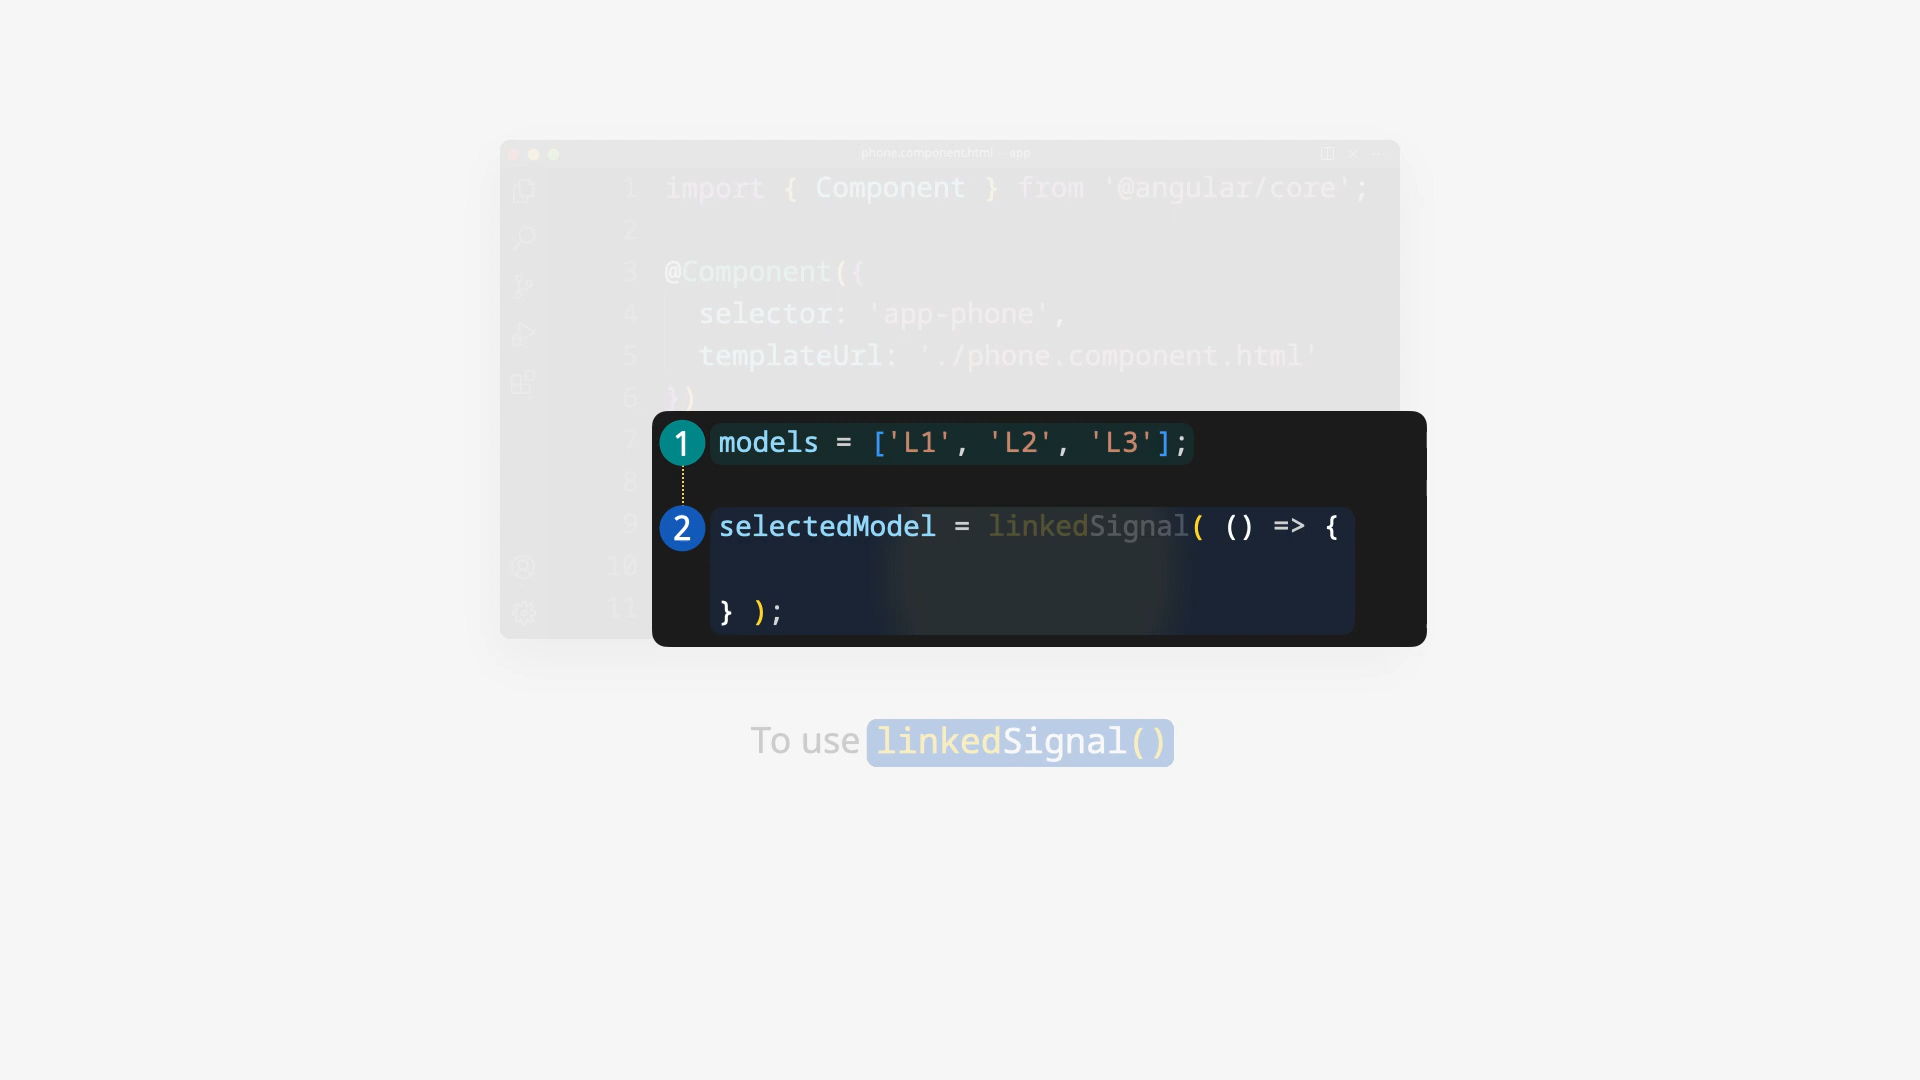 phone.component.html - app
1 import { Component } from '@angular/core';
2
3 @Component({
4 selector: 'app-phone',
5 templateUrl: './phone.component.html'
6 })
7
8
9
10
11
1 models = ['L1', 'L2', 'L3'];
2 selectedModel = linkedSignal( () => {
} );
To use linkedSignal()